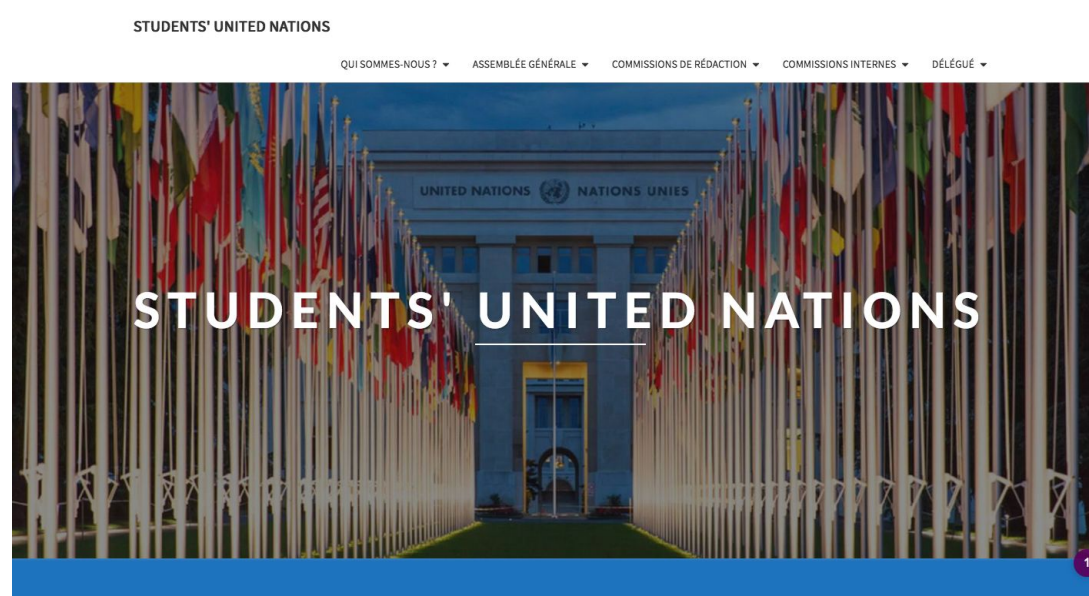 STUDENTS' UNITED NATIONS
QUI SOMMES-NOUS ? ASSEMBLÉE GÉNÉRALE COMMISSIONS DE RÉDACTION COMMISSIONS INTERNES DÉLÉGUÉ
UNITED NATIONS NATIONS UNIES
STUDENTS' UNITED NATIONS
1